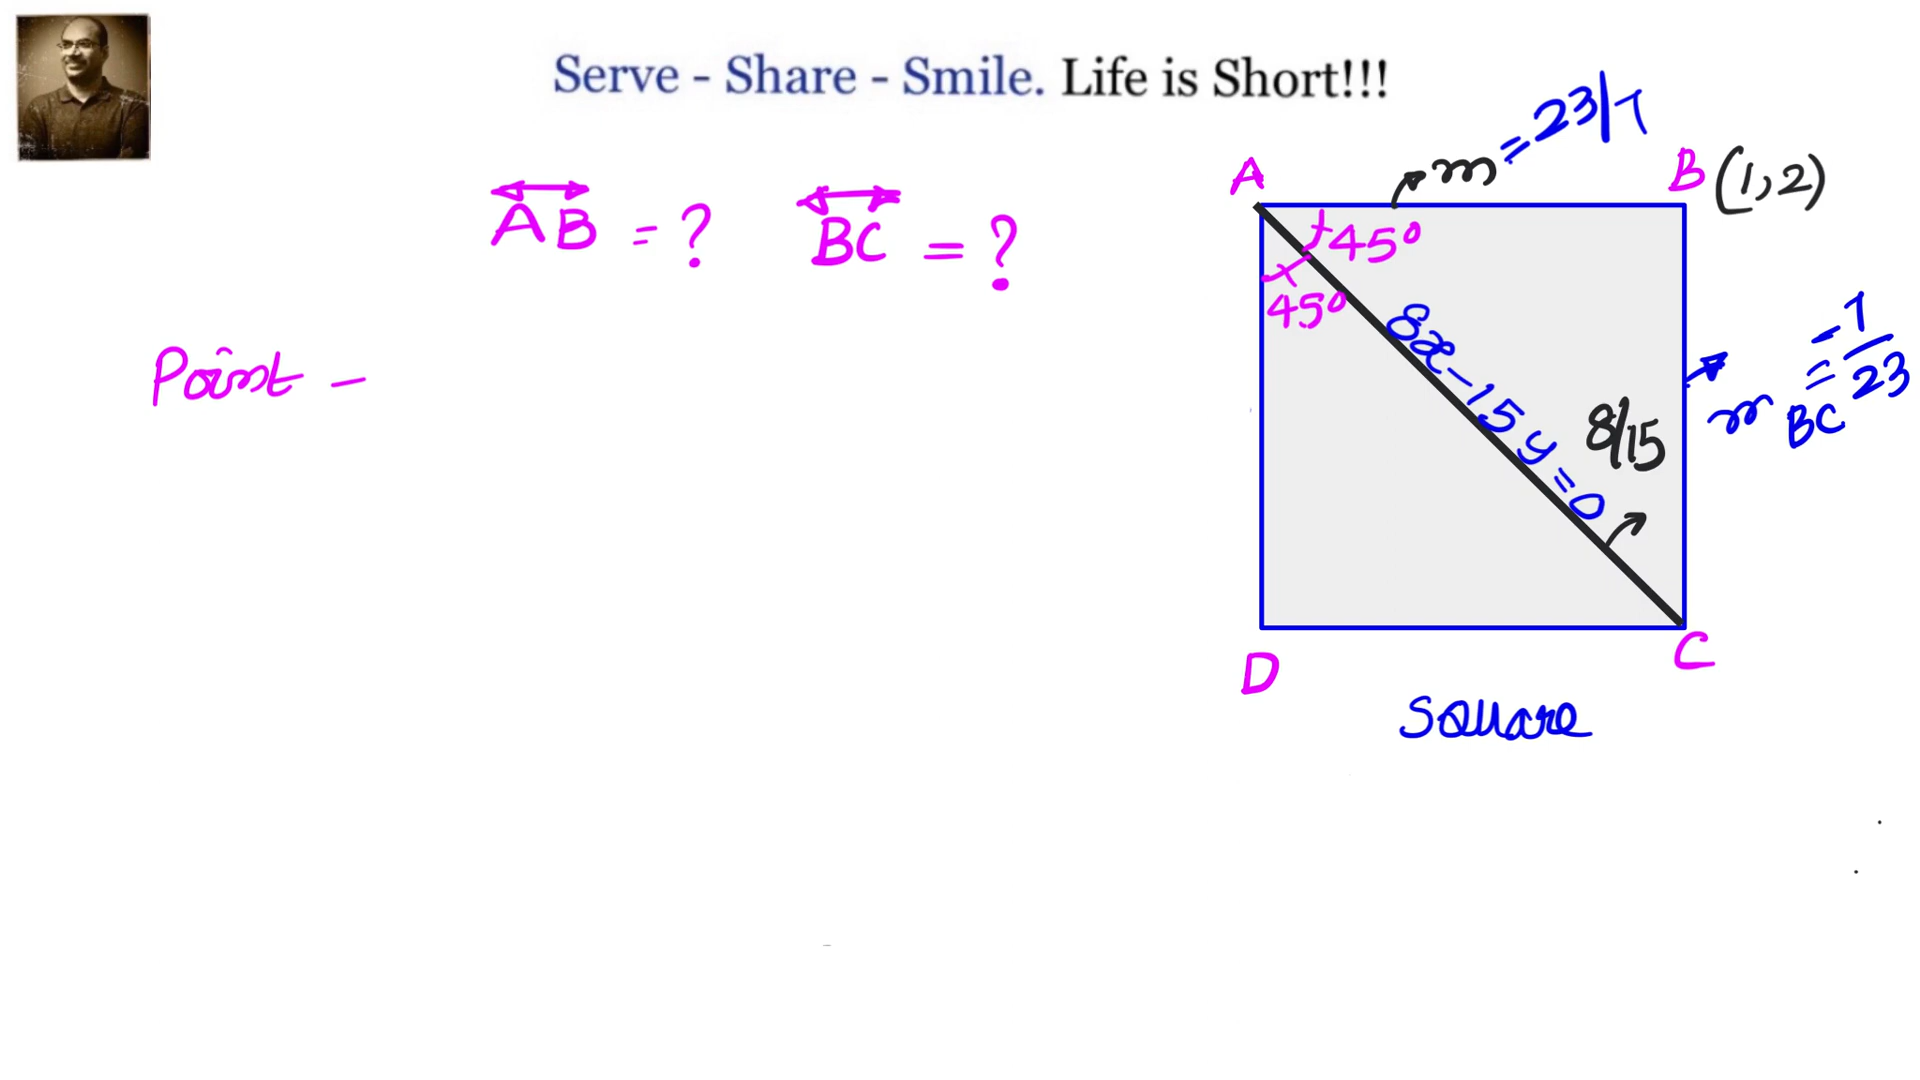 Serve - Share - Smile. Life is Short!!!
m = 23/7
A
B (1,2)
AB = ? BC = ?
45°
45°
Point -
8x-15y=0
8/15
m BC = -7/23
D
C
Square